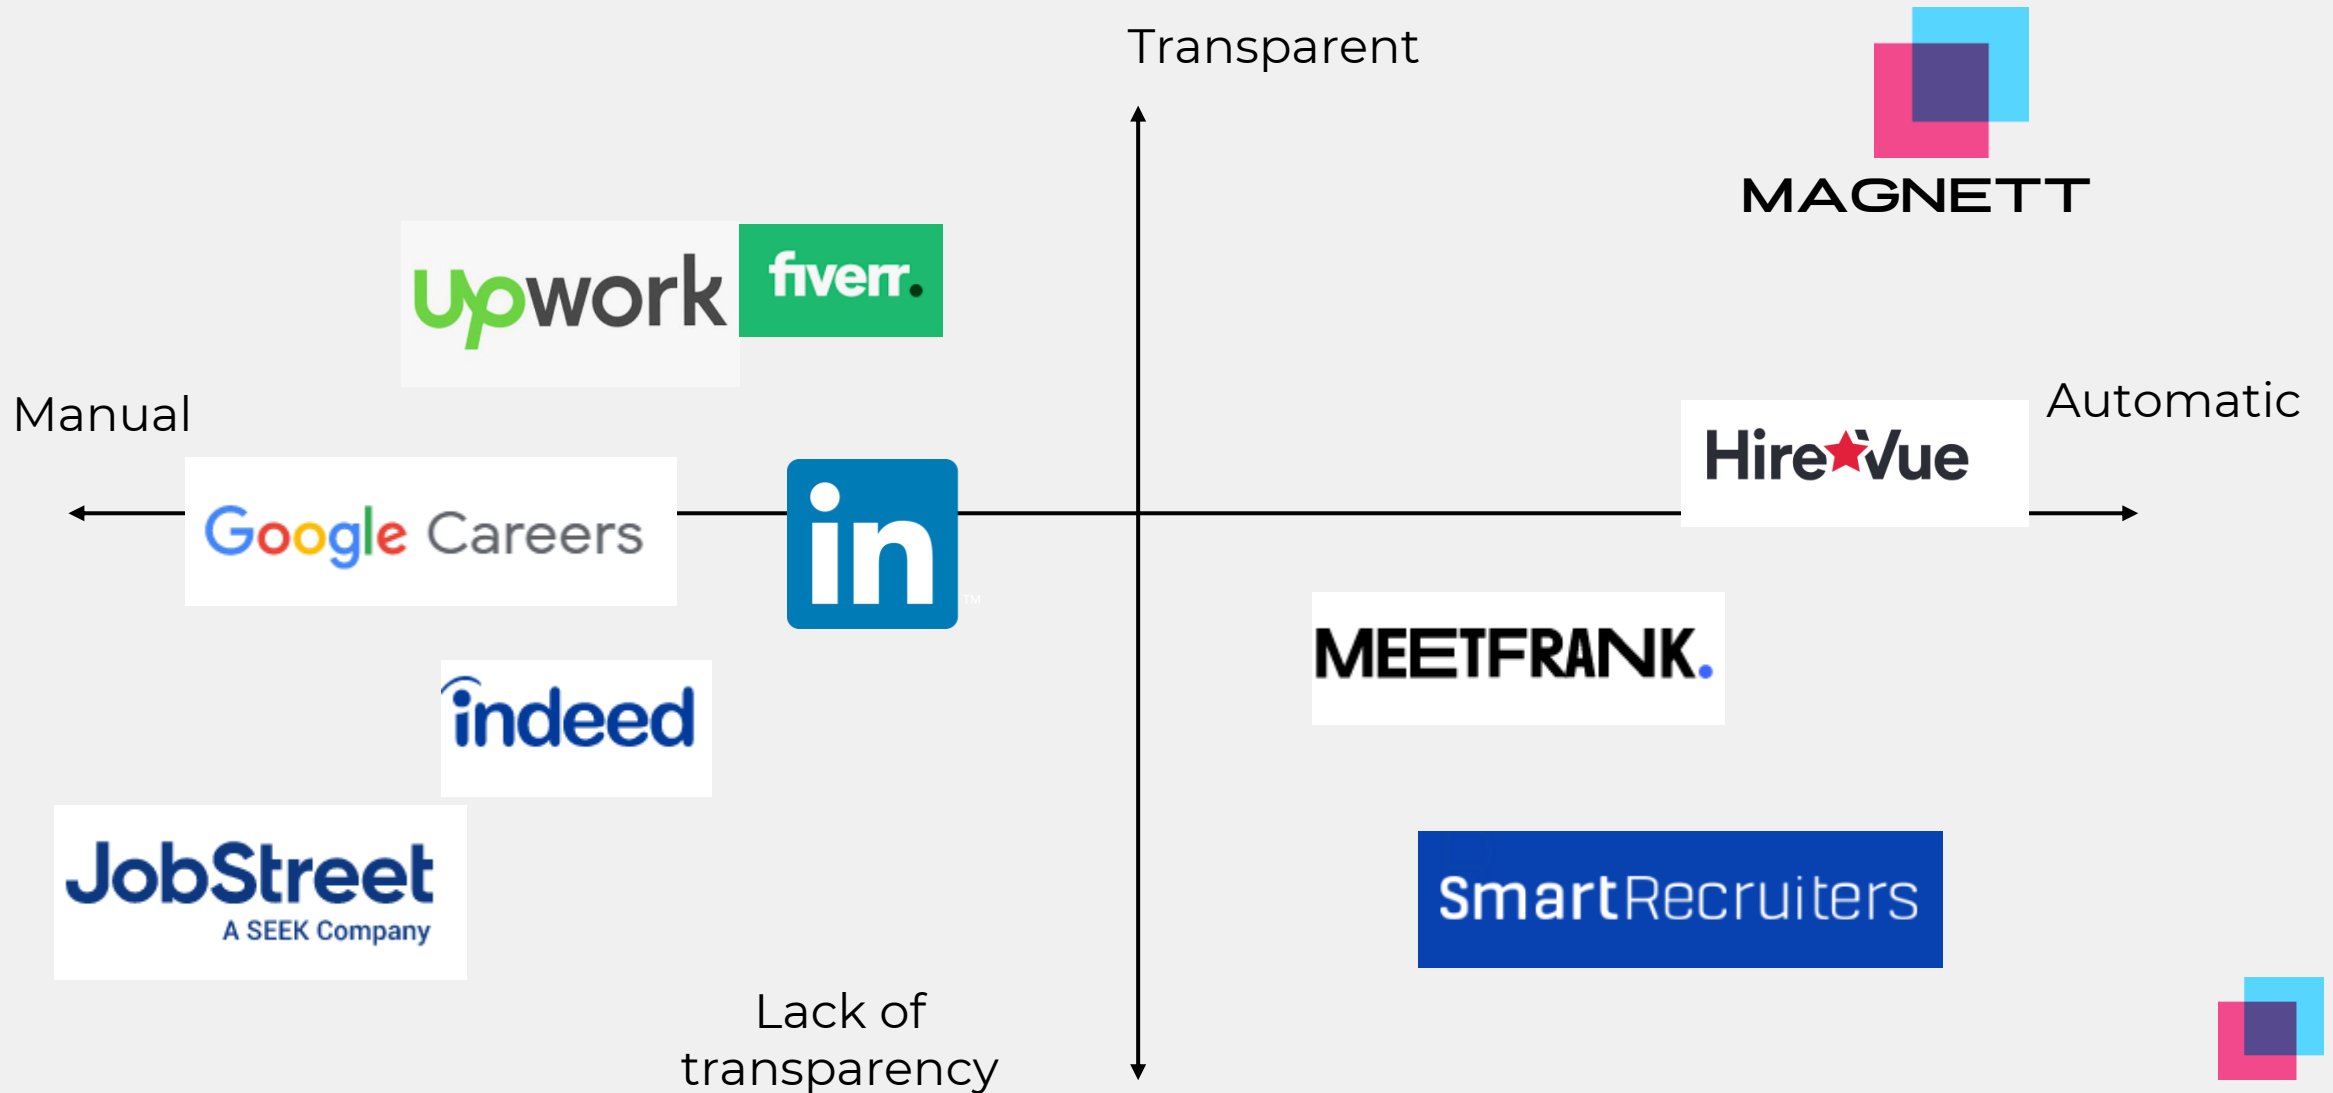 Transparent
MAGNETT
upwork
fiverr.
Manual
Automatic
HireVue
Google Careers
in
TM
MEETFRANK.
indeed
JobStreet
A SEEK Company
SmartRecruiters
Lack of
transparency